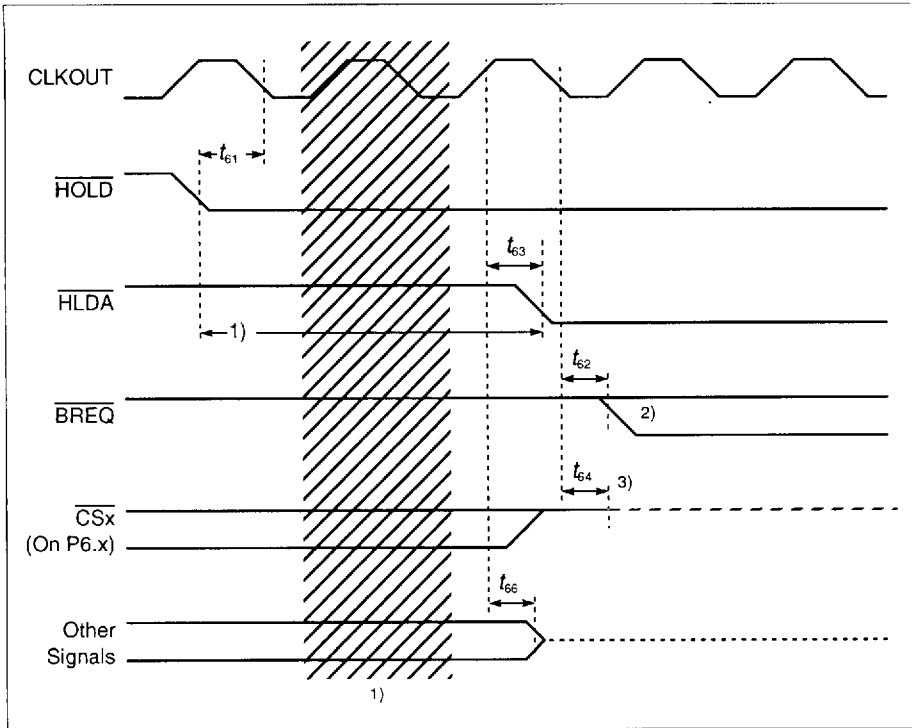 CLKOUT
t61
HOLD
t63
HLDA
1)
t62
BREQ
2)
t64
3)
CSx
(On P6.x)
t66
Other
Signals
1)